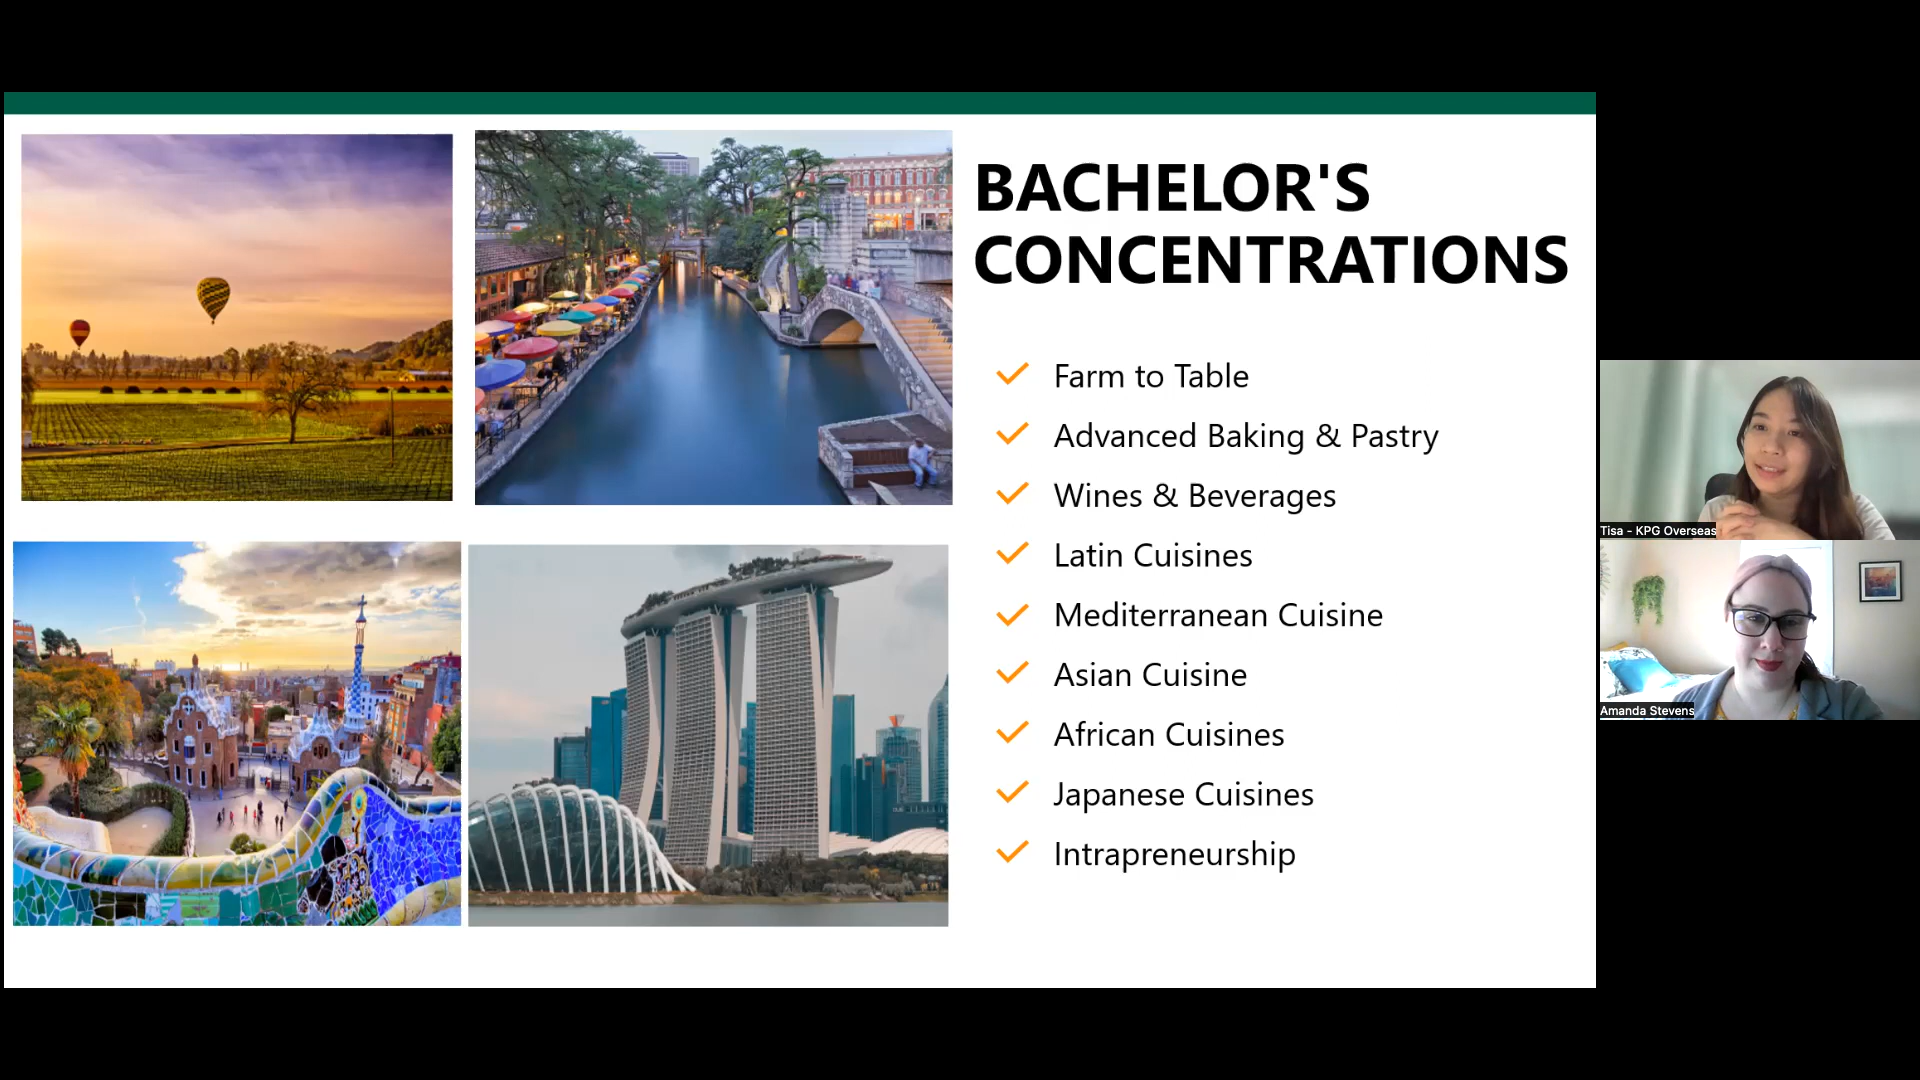 BACHELOR'S
CONCENTRATIONS
Farm to Table
Advanced Baking & Pastry
Wines & Beverages
Latin Cuisines
Mediterranean Cuisine
Asian Cuisine
African Cuisines
Japanese Cuisines
Intrapreneurship
Tisa - KPG Overseas
Amanda Stevens